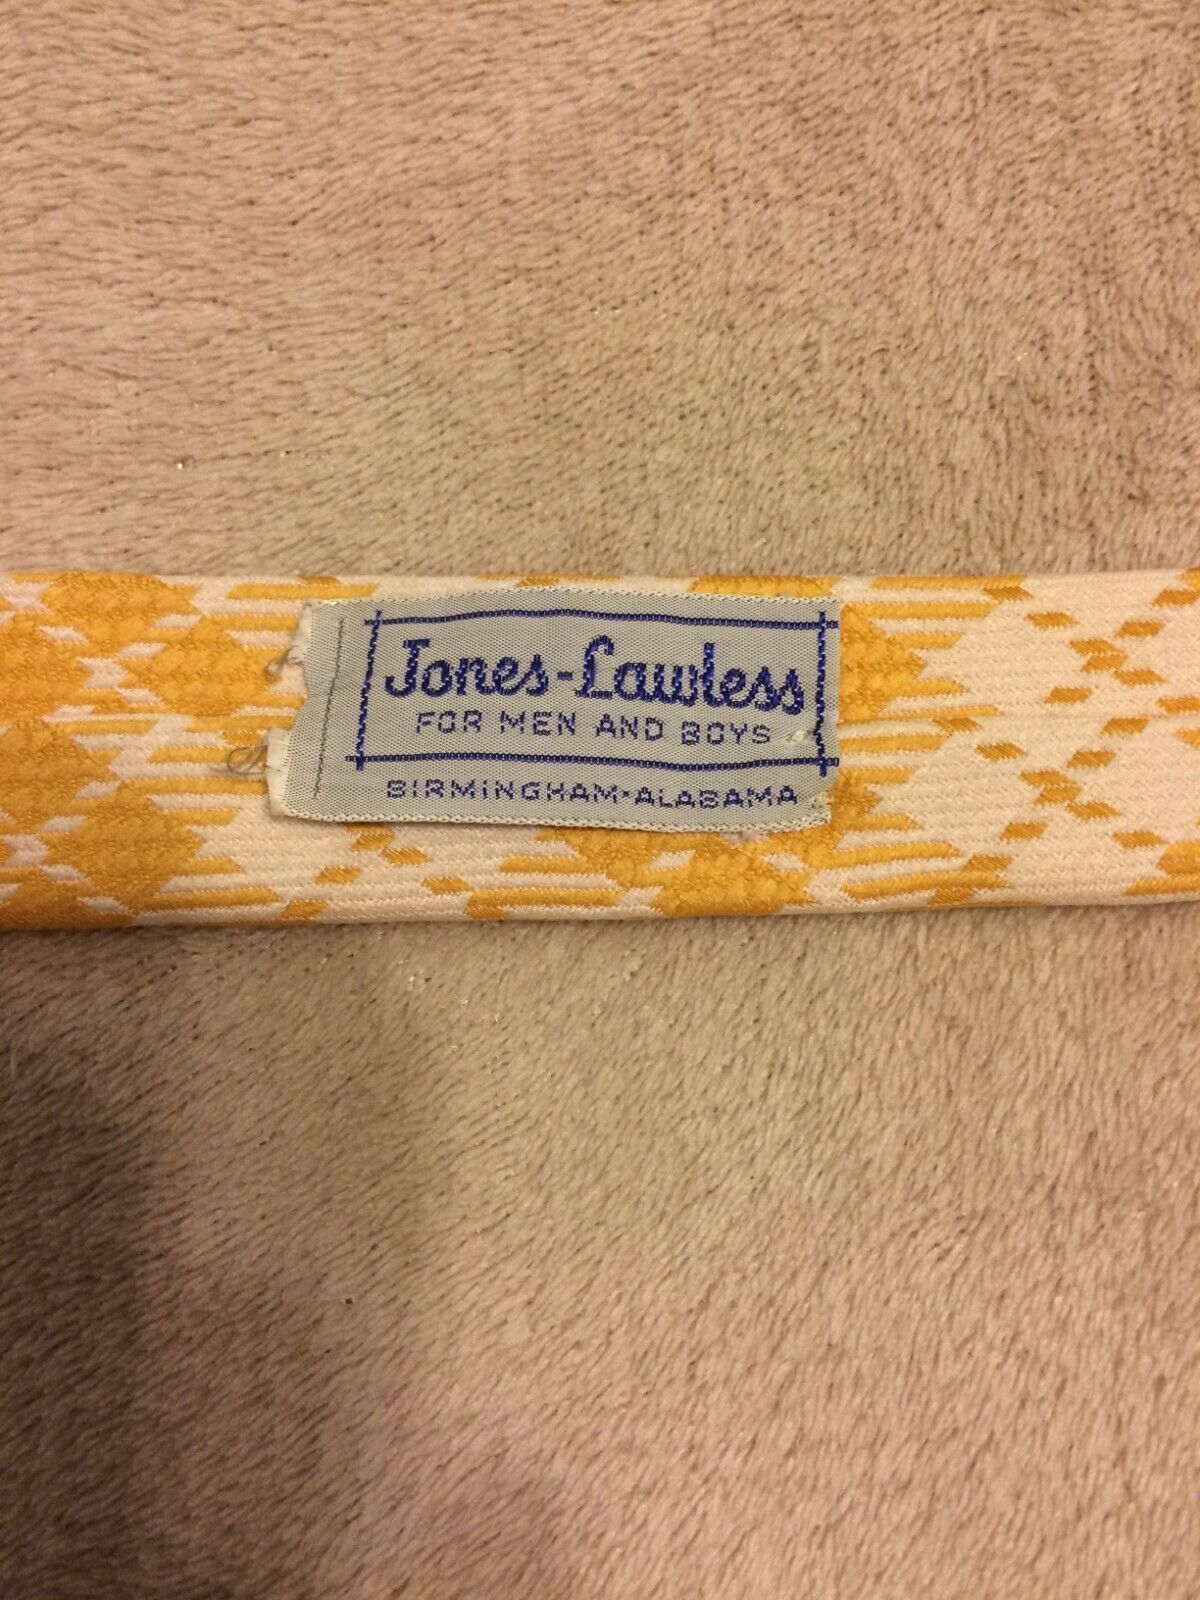 Jones-Lawless
FOR MEN AND BOYS
BIRMINGHAM·ALABAMA